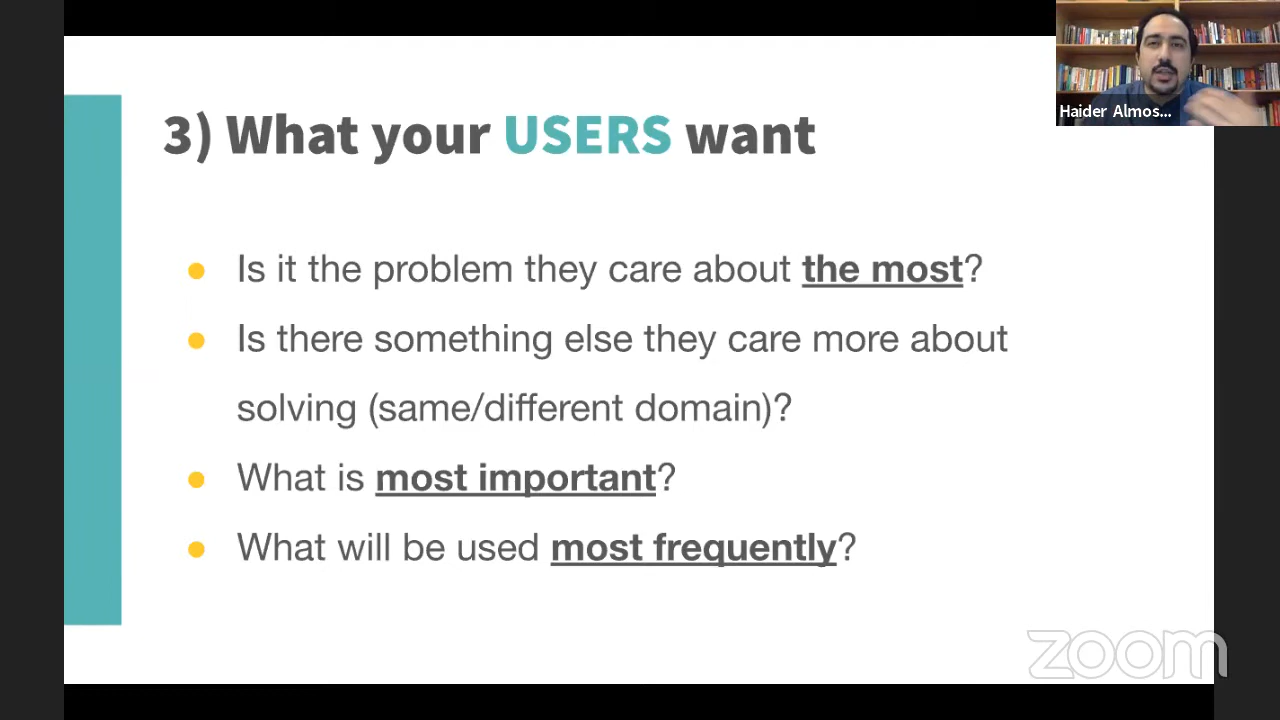 3) What your USERS want
Haider Almos...
● Is it the problem they care about the most?
● Is there something else they care more about
solving (same/different domain)?
● What is most important?
● What will be used most frequently?
zoom